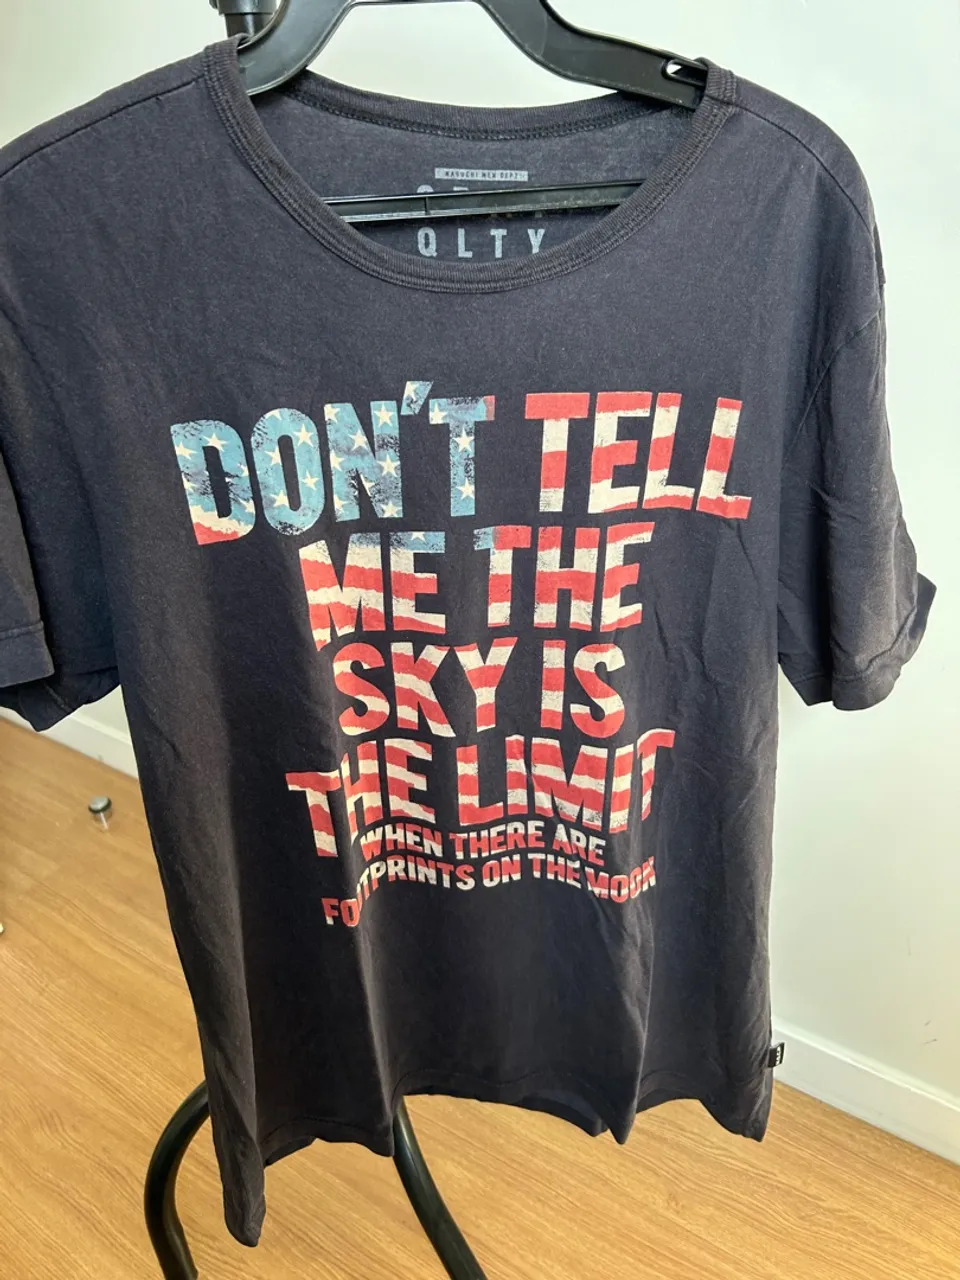 QLTY
DON'T TELL
ME THE
SKY IS
THE LIMIT
WHEN THERE ARE
FOOTPRINTS ON THE MOON